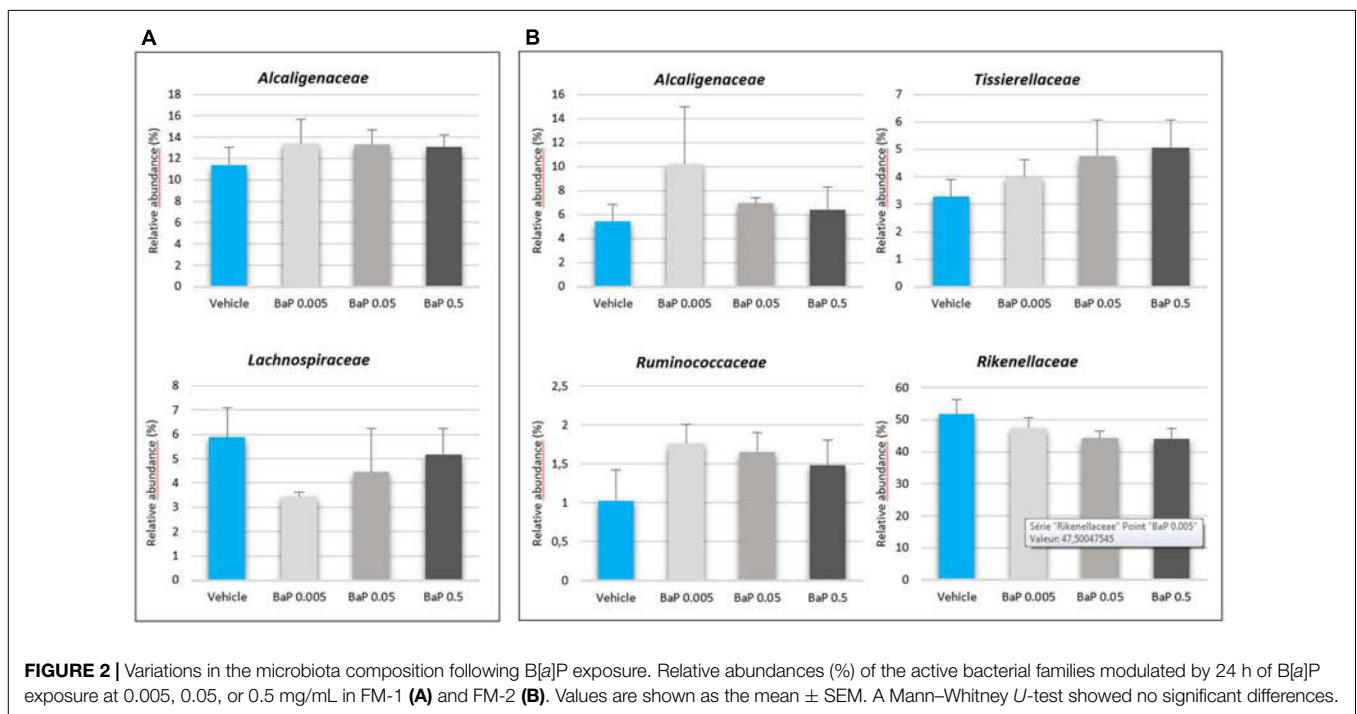 A
Alcaligenaceae
Relative abundance (%)
18
16
14
12
10
8
6
4
2
0
Vehicle BaP 0.005 BaP 0.05 BaP 0.5
Lachnospiraceae
Relative abundance (%)
8
7
6
5
4
3
2
1
0
Vehicle BaP 0.005 BaP 0.05 BaP 0.5
B
Alcaligenaceae
Relative abundance (%)
16
14
12
10
8
6
4
2
0
Vehicle BaP 0.005 BaP 0.05 BaP 0.5
Tissierellaceae
Relative abundance (%)
7
6
5
4
3
2
1
0
Vehicle BaP 0.005 BaP 0.05 BaP 0.5
Ruminococcaceae
Relative abundance (%)
2,5
2
1,5
1
0,5
0
Vehicle BaP 0.005 BaP 0.05 BaP 0.5
Rikenellaceae
Relative abundance (%)
60
50
40
30
20
10
0
Série "Rikenellaceae" Point "BaP 0.005"
Valeur: 47,50047545
Vehicle BaP 0.005 BaP 0.05 BaP 0.5
FIGURE 2 | Variations in the microbiota composition following B[a]P exposure. Relative abundances (%) of the active bacterial families modulated by 24 h of B[a]P
exposure at 0.005, 0.05, or 0.5 mg/mL in FM-1 (A) and FM-2 (B). Values are shown as the mean ± SEM. A Mann–Whitney U-test showed no significant differences.